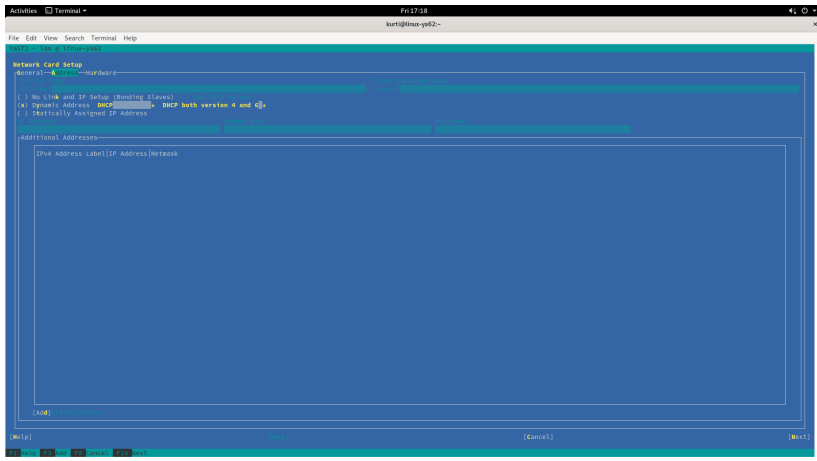 Activities Terminal Fri 17:18
kurti@linux-ya62:~
File Edit View Search Terminal Help
YaST2 - lan @ linux-ya62
Network Card Setup
General Address Hardware
( ) No Link and IP Setup (Bonding Slaves)
(x) Dynamic Address DHCP DHCP both version 4 and 6
( ) Statically Assigned IP Address
Additional Addresses
IPv4 Address Label IP Address Netmask
[Add]
[Help] [Cancel] [Next]
F1 Help F3 Add F9 Cancel F10 Next